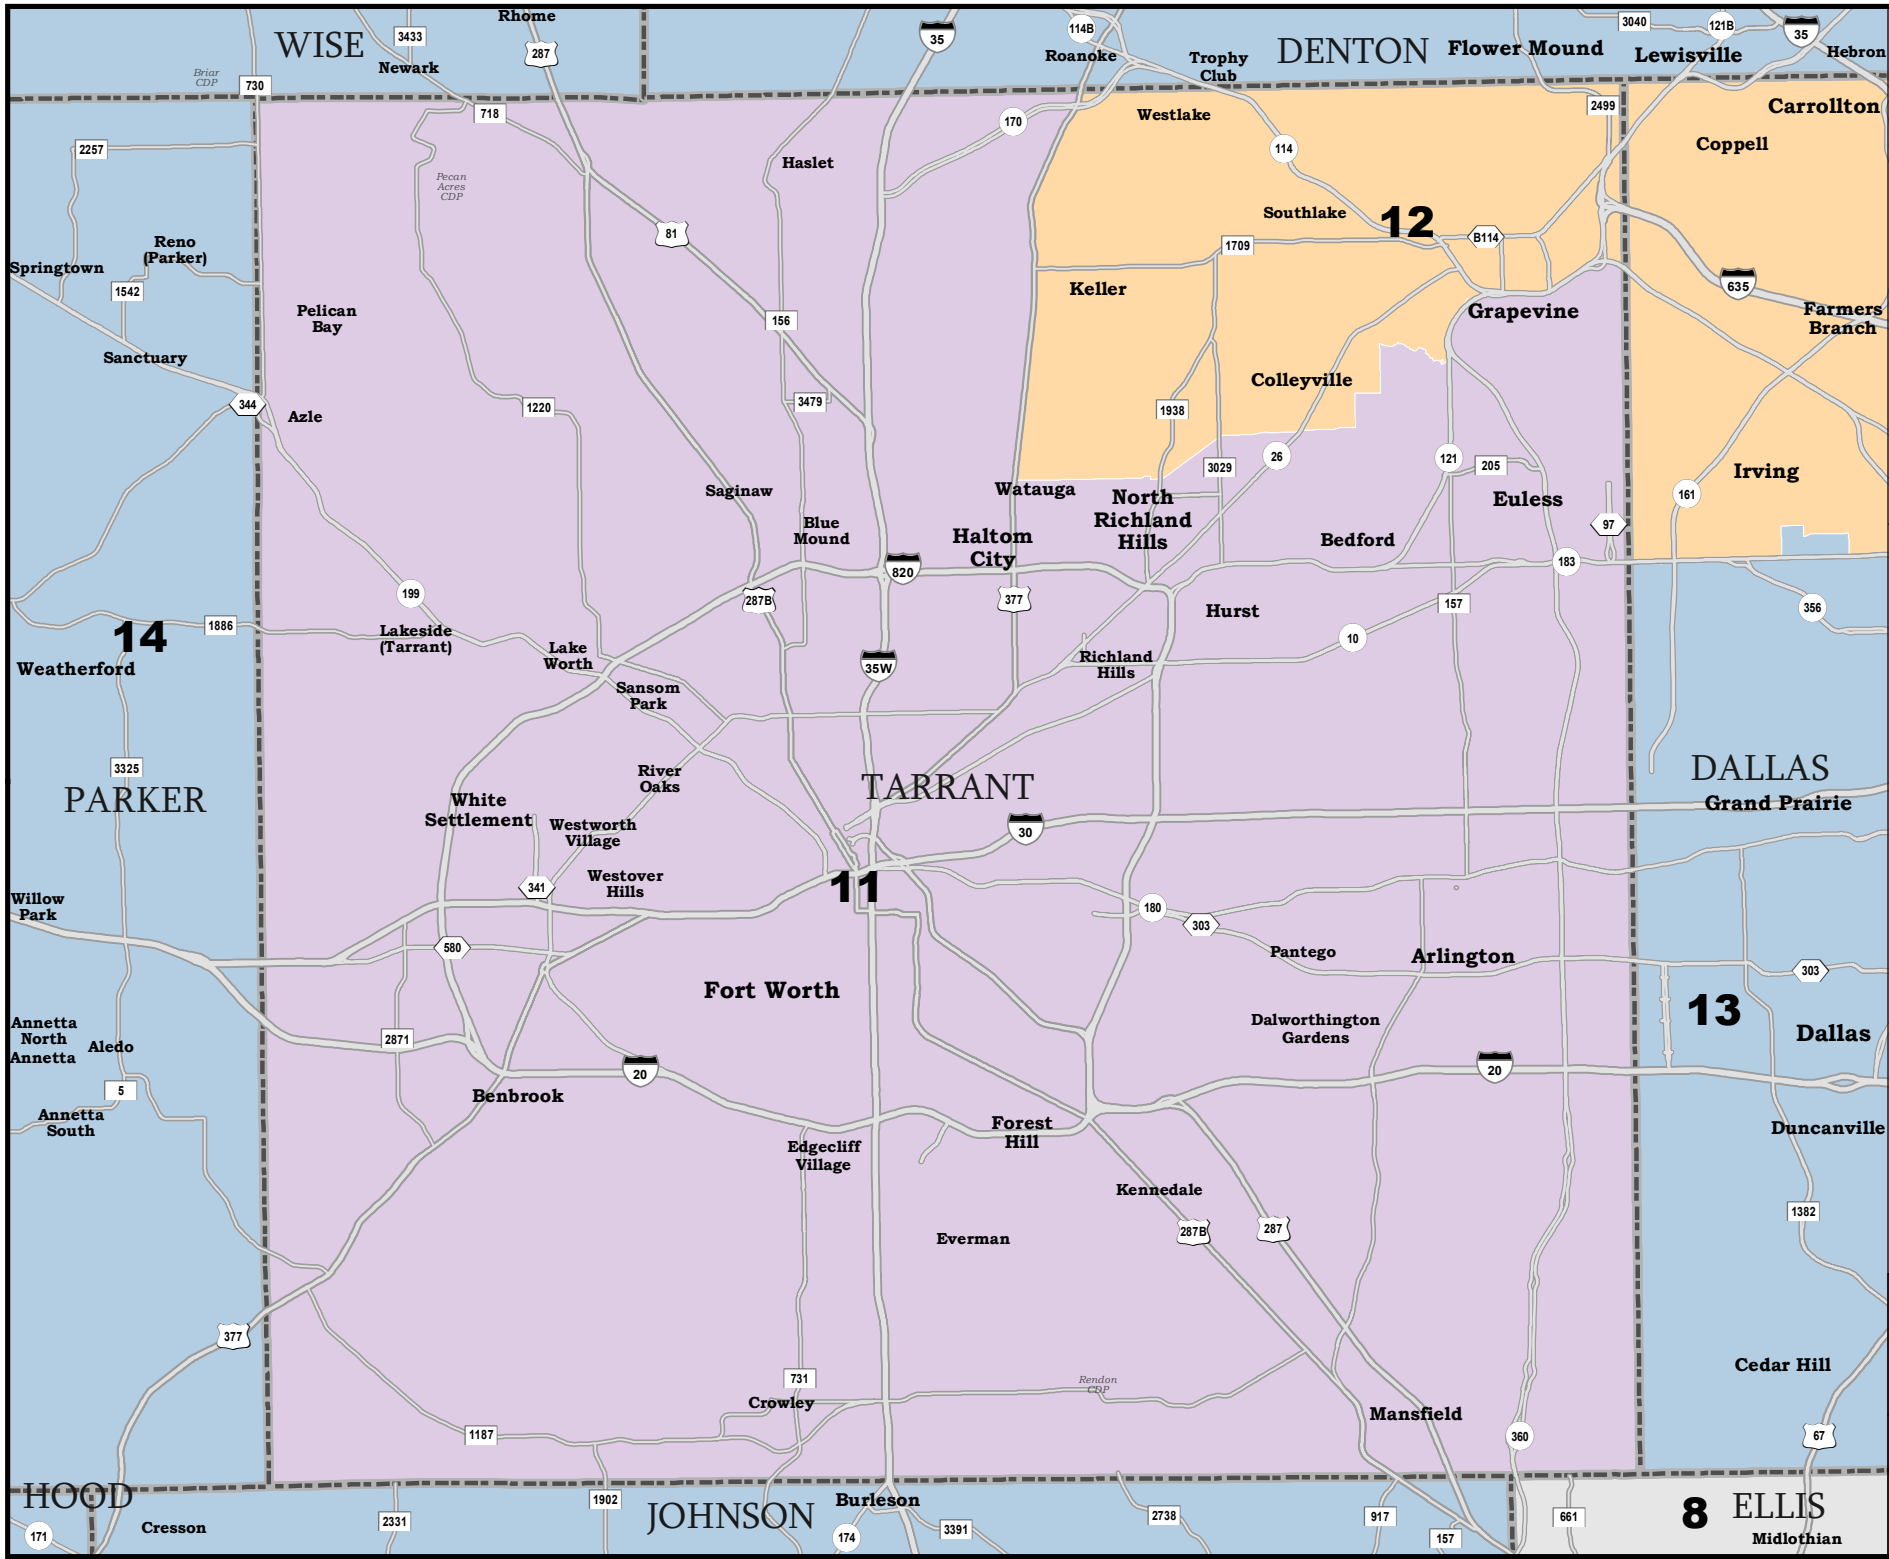 Rhome
WISE
3433
287
35
114B
Roanoke
Trophy
Club
DENTON
Flower Mound
3040
121B
Lewisville
35
Hebron
Briar
CDP
Newark
730
718
170
Westlake
2499
Carrollton
2257
Haslet
114
Coppell
Pecan
Acres
CDP
Reno
(Parker)
81
Southlake
12
B114
1709
Springtown
1542
Keller
635
Pelican
Bay
156
Grapevine
Farmers
Branch
Sanctuary
Colleyville
344
Azle
1220
3479
1938
26
121
205
3029
Irving
Saginaw
Watauga
North
Richland
Hills
Euless
161
Blue
Mound
Haltom
City
Bedford
97
820
183
199
287B
377
Hurst
157
356
14
1886
Lakeside
(Tarrant)
Lake
Worth
10
Weatherford
35W
Richland
Hills
Sansom
Park
3325
River
Oaks
TARRANT
DALLAS
PARKER
White
Settlement
Grand Prairie
Westworth
Village
30
341
Westover
Hills
11
Willow
Park
180
303
580
Pantego
Arlington
303
Fort Worth
13
Annetta
North
Annetta
Aledo
2871
Dalworthington
Gardens
Dallas
20
20
5
Benbrook
Annetta
South
Forest
Hill
Duncanville
Edgecliff
Village
Kennedale
287B
287
1382
Everman
377
Cedar Hill
731
Rendon
CDP
Crowley
Mansfield
1187
360
67
HOOD
1902
JOHNSON
Burleson
8
ELLIS
171
Cresson
2331
174
3391
2738
917
157
661
Midlothian